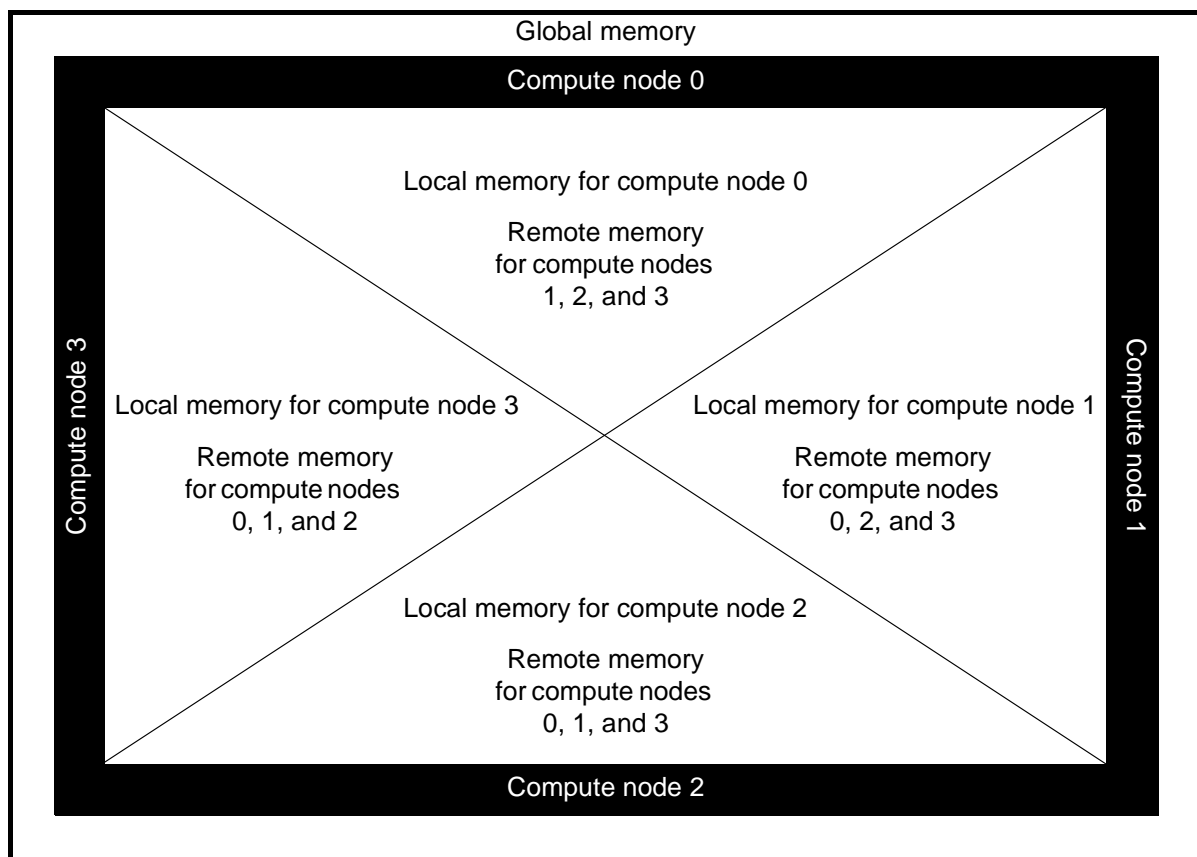 Global memory
Compute node 0
Local memory for compute node 0
Remote memory
for compute nodes
1, 2, and 3
Compute node 3
Local memory for compute node 3
Remote memory
for compute nodes
0, 1, and 2
Local memory for compute node 1
Remote memory
for compute nodes
0, 2, and 3
Compute node 1
Local memory for compute node 2
Remote memory
for compute nodes
0, 1, and 3
Compute node 2